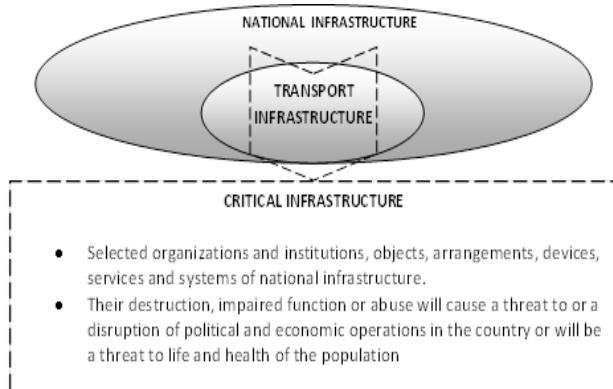 NATIONAL INFRASTRUCTURE
TRANSPORT
INFRASTRUCTURE
CRITICAL INFRASTRUCTURE
• Selected organizations and institutions, objects, arrangements, devices,
services and systems of national infrastructure.
• Their destruction, impaired function or abuse will cause a threat to or a
disruption of political and economic operations in the country or will be
a threat to life and health of the population